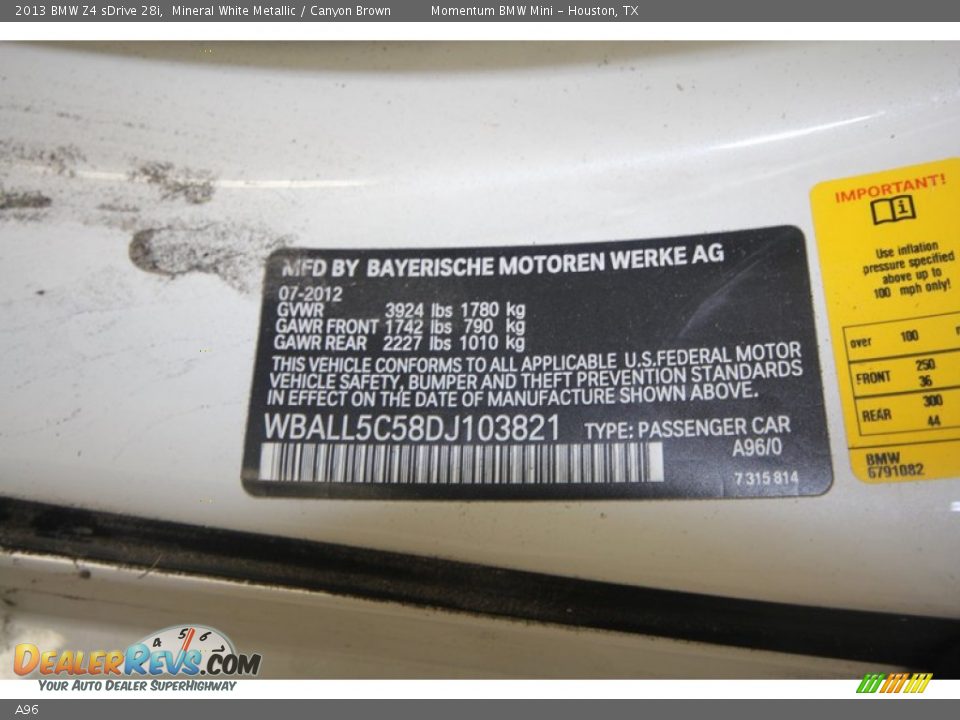 2013 BMW Z4 sDrive 28i, Mineral White Metallic / Canyon Brown Momentum BMW Mini - Houston, TX
MFD BY BAYERISCHE MOTOREN WERKE AG
07-2012
GVWR 3924 lbs 1780 kg
GAWR FRONT 1742 lbs 790 kg
GAWR REAR 2227 lbs 1010 kg
THIS VEHICLE CONFORMS TO ALL APPLICABLE U.S.FEDERAL MOTOR
VEHICLE SAFETY, BUMPER AND THEFT PREVENTION STANDARDS
IN EFFECT ON THE DATE OF MANUFACTURE SHOWN ABOVE.
WBALL5C58DJ103821 TYPE: PASSENGER CAR
A96/0
7 315 814
IMPORTANT!
i
Use inflation
pressure specified
above up to
100 mph only!
over 100
FRONT 250
36
REAR 300
44
BMW
6791082
4 5 6
DEALERREVS.COM
YOUR AUTO DEALER SUPERHIGHWAY
A96